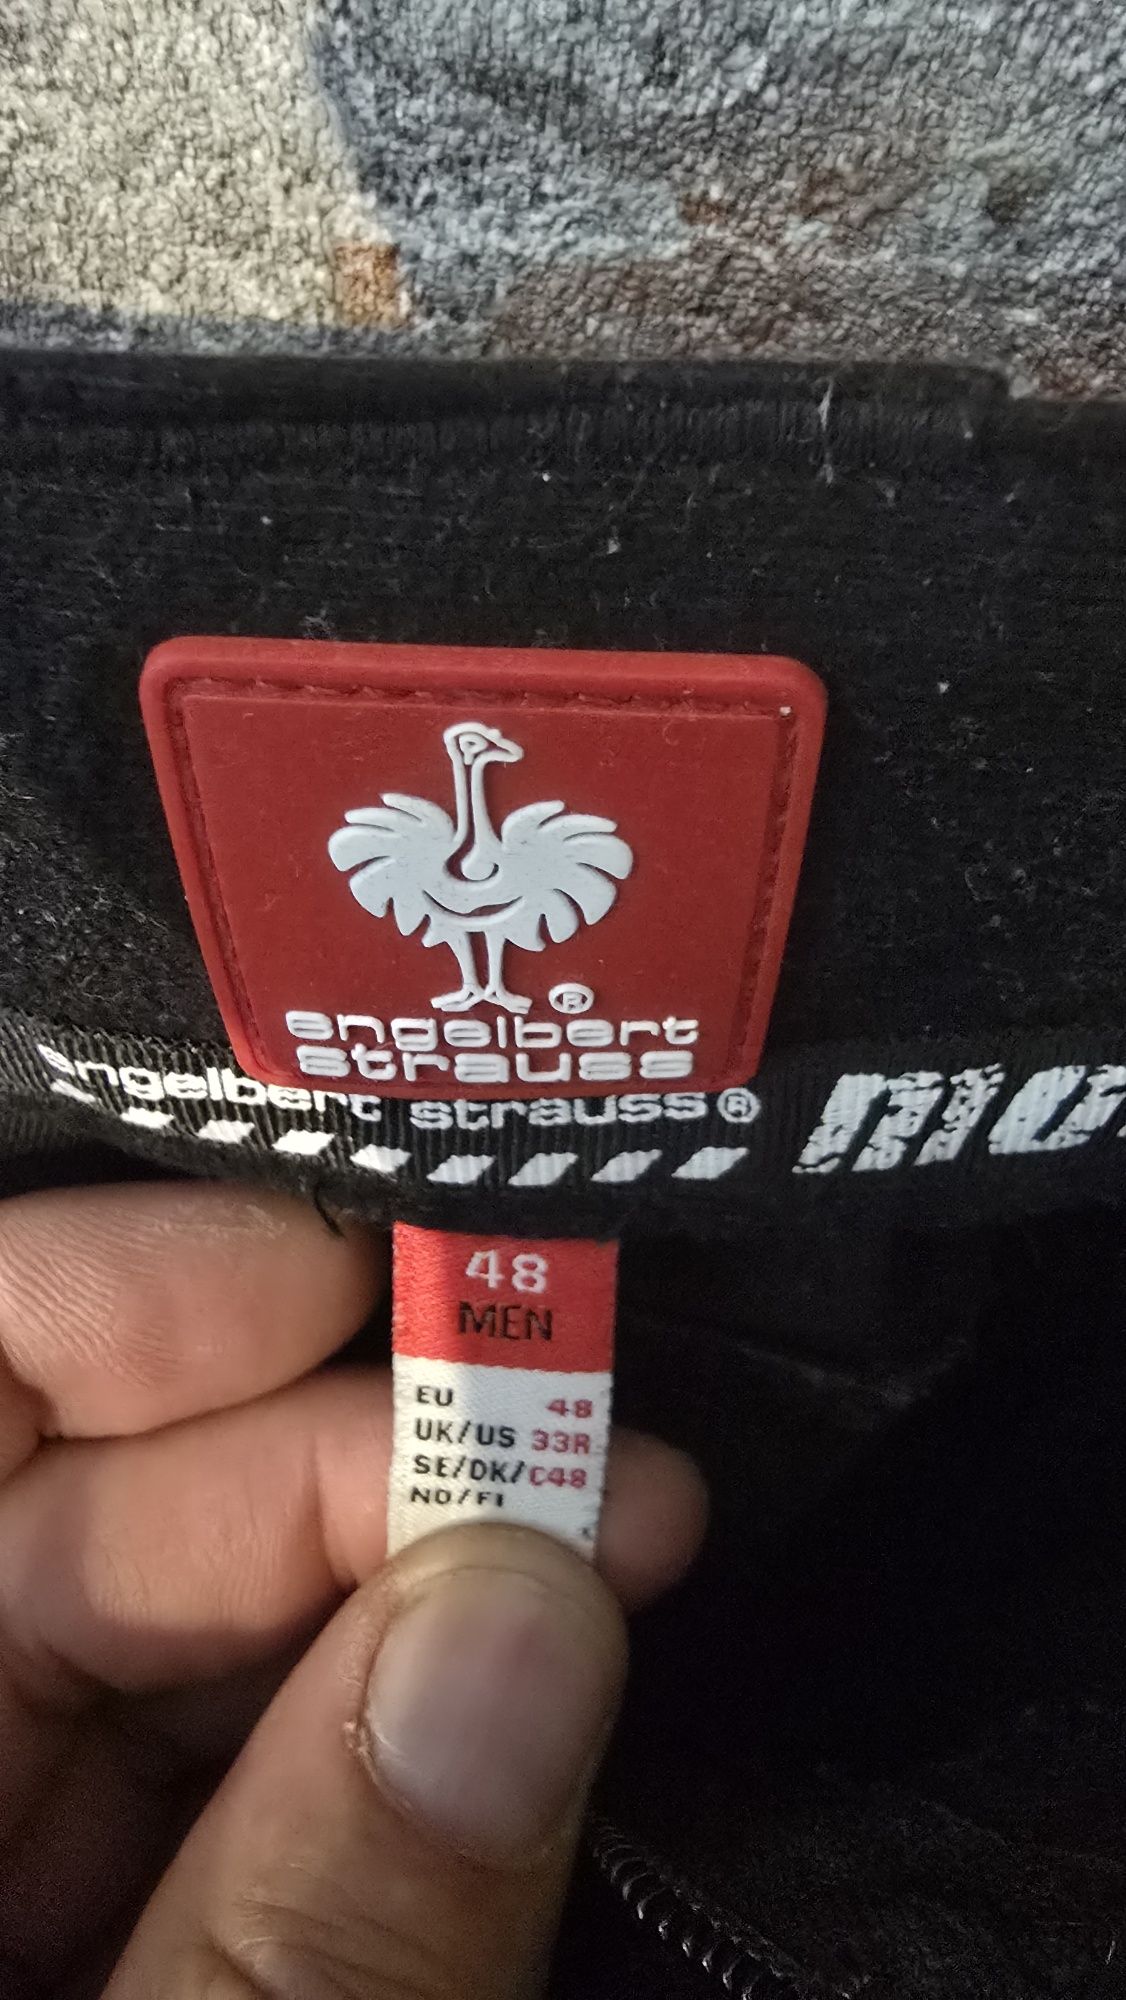 ®
engelbert
strauss
engelbert strauss®
48
MEN
EU 48
UK/US 33R
SE/DK/ C48
NO/FI